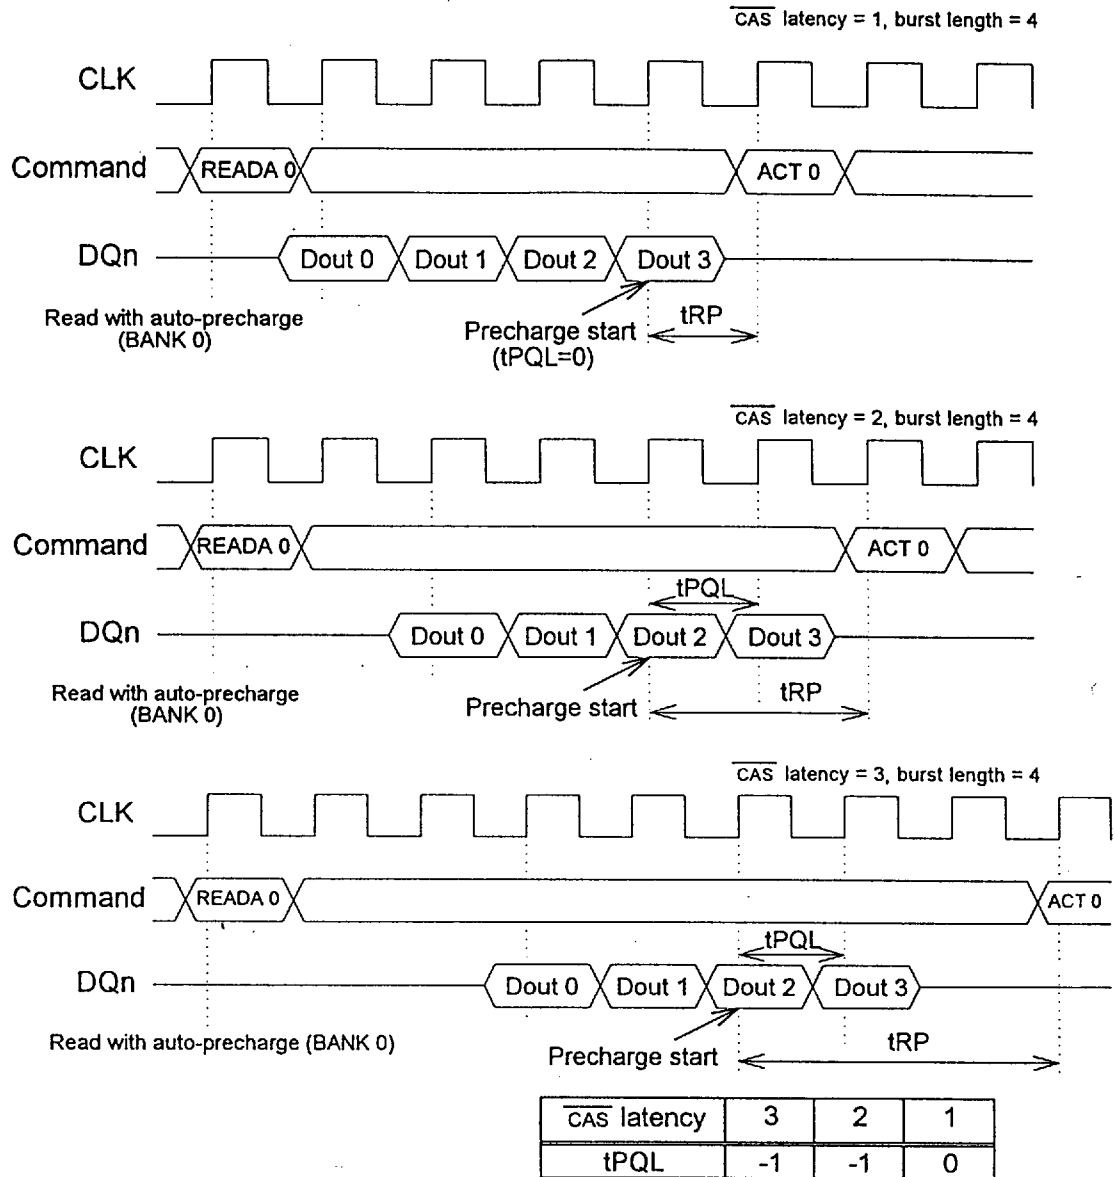 CAS latency = 1, burst length = 4
CLK
Command READA 0 ACT 0
DQn Dout 0 Dout 1 Dout 2 Dout 3
Read with auto-precharge
(BANK 0)
Precharge start
(tPQL=0)
tRP
CAS latency = 2, burst length = 4
CLK
Command READA 0 ACT 0
tPQL
DQn Dout 0 Dout 1 Dout 2 Dout 3
Read with auto-precharge
(BANK 0)
Precharge start
tRP
CAS latency = 3, burst length = 4
CLK
Command READA 0 ACT 0
tPQL
DQn Dout 0 Dout 1 Dout 2 Dout 3
Read with auto-precharge (BANK 0)
Precharge start
tRP
CAS latency 3 2 1
tPQL -1 -1 0